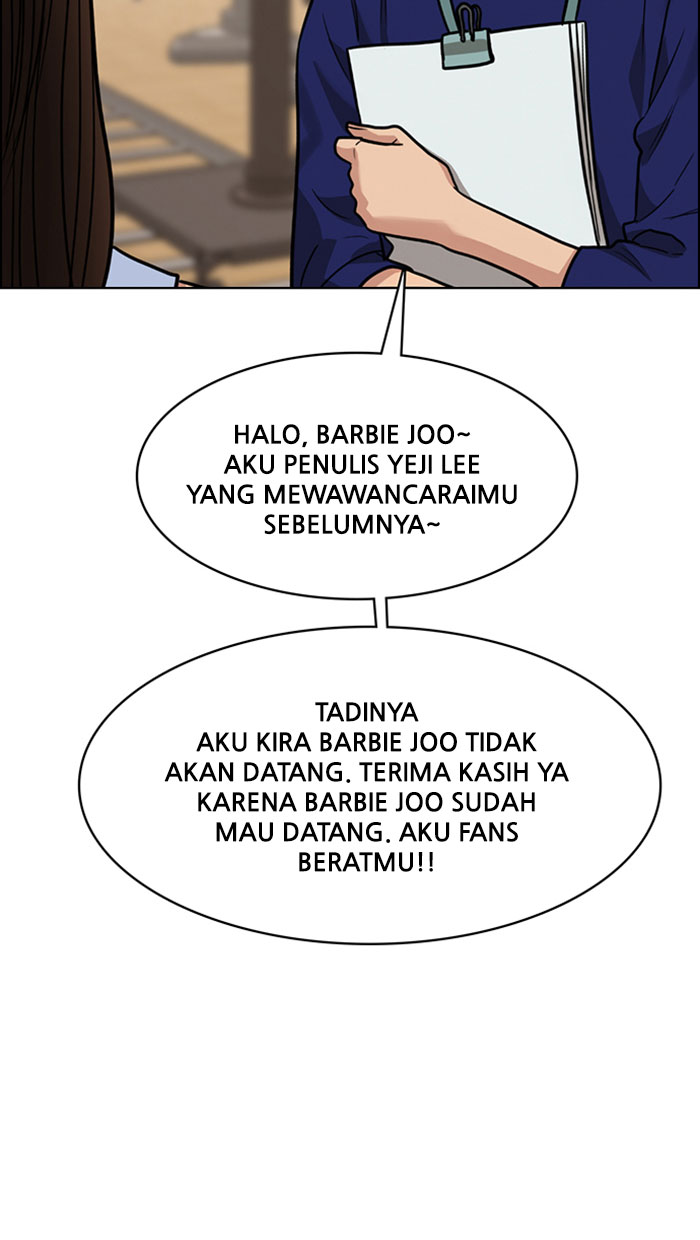 HALO, BARBIE JOO~
AKU PENULIS YEJI LEE
YANG MEWAWANCARAIMU
SEBELUMNYA~
TADINYA
AKU KIRA BARBIE JOO TIDAK
AKAN DATANG. TERIMA KASIH YA
KARENA BARBIE JOO SUDAH
MAU DATANG. AKU FANS
BERATMU!!